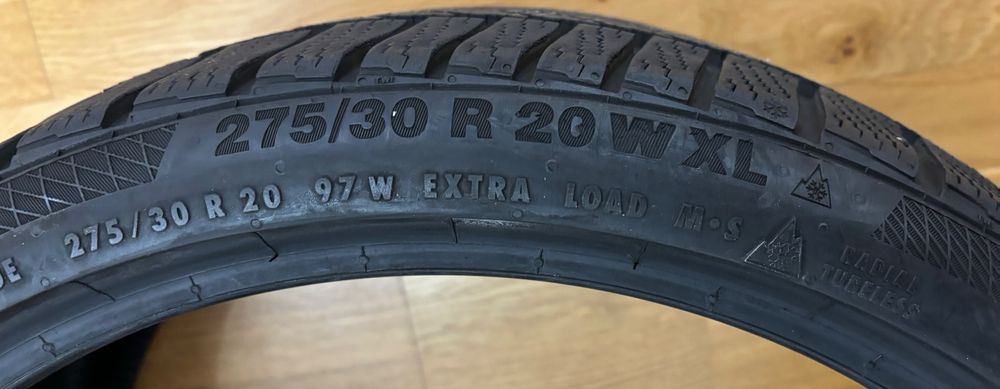 275/30 R 20 W XL
275/30 R 20 97 W EXTRA LOAD M·S
RADIAL
TUBELESS